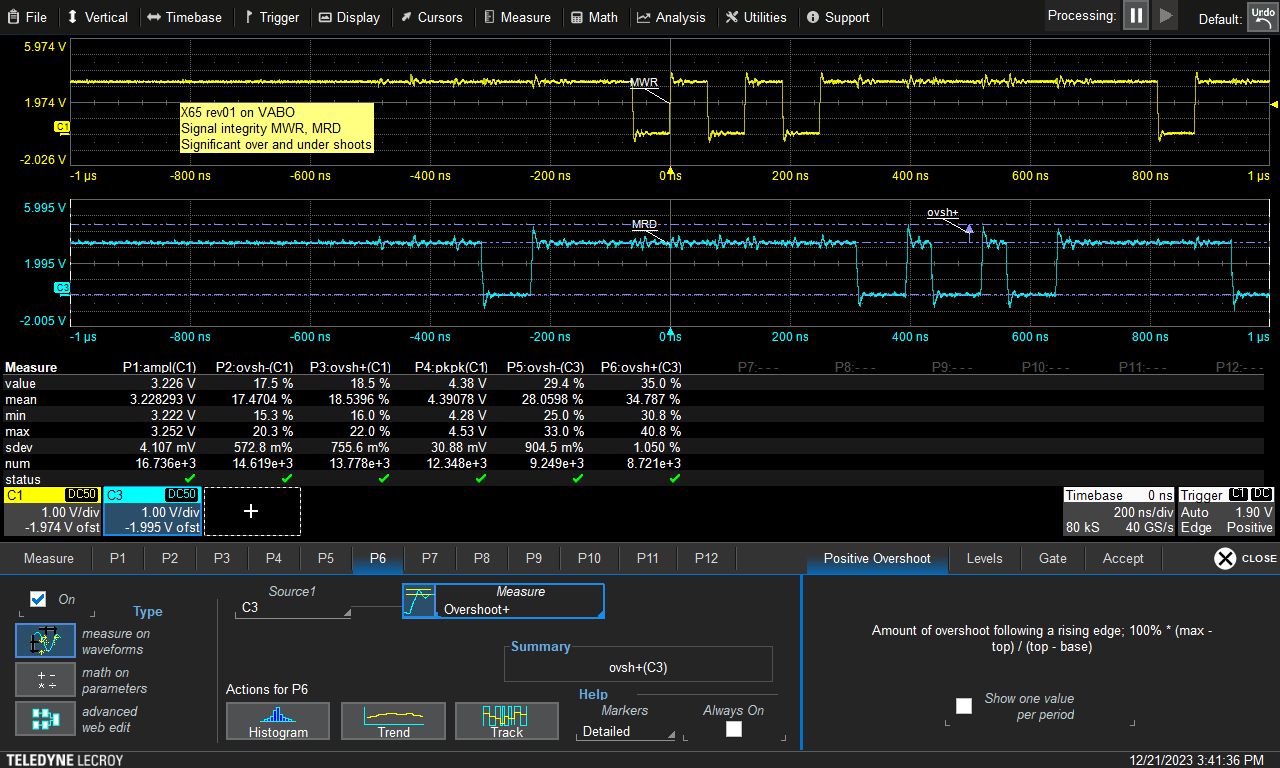 File Vertical Timebase Trigger Display Cursors Measure Math Analysis Utilities Support Processing: Default: Undo
5.974 V
MWR
1.974 V
X65 rev01 on VABO
C1 Signal integrity MWR, MRD
Significant over and under shoots
-2.026 V
-1 µs -800 ns -600 ns -400 ns -200 ns 0 ns 200 ns 400 ns 600 ns 800 ns 1 µs
5.995 V
ovsh+
MRD
1.995 V
C3
-2.005 V
-1 µs -800 ns -600 ns -400 ns -200 ns 0 ns 200 ns 400 ns 600 ns 800 ns 1 µs
Measure P1:ampl(C1) P2:ovsh-(C1) P3:ovsh+(C1) P4:pkpk(C1) P5:ovsh-(C3) P6:ovsh+(C3) P7:- - - P8:- - - P9:- - - P10:- - - P11:- - - P12:- - -
value 3.226 V 17.5 % 18.5 % 4.38 V 29.4 % 35.0 %
mean 3.228293 V 17.4704 % 18.5396 % 4.39078 V 28.0598 % 34.787 %
min 3.222 V 15.3 % 16.0 % 4.28 V 25.0 % 30.8 %
max 3.252 V 20.3 % 22.0 % 4.53 V 33.0 % 40.8 %
sdev 4.107 mV 572.8 m% 755.6 m% 30.88 mV 904.5 m% 1.050 %
num 16.736e+3 14.619e+3 13.778e+3 12.348e+3 9.249e+3 8.721e+3
status
C1 DC50 C3 DC50 Timebase 0 ns Trigger C1 DC
1.00 V/div 1.00 V/div + 200 ns/div Auto 1.90 V
-1.974 V ofst -1.995 V ofst 80 kS 40 GS/s Edge Positive
Measure P1 P2 P3 P4 P5 P6 P7 P8 P9 P10 P11 P12 Positive Overshoot Levels Gate Accept CLOSE
On
Type
measure on
waveforms
math on
parameters
advanced
web edit
Source1
C3
Measure
Overshoot+
Summary
ovsh+(C3)
Actions for P6
Histogram Trend Track
Help
Markers
Detailed
Always On
Amount of overshoot following a rising edge; 100% * (max -
top) / (top - base)
Show one value
per period
TELEDYNE LECROY 12/21/2023 3:41:36 PM